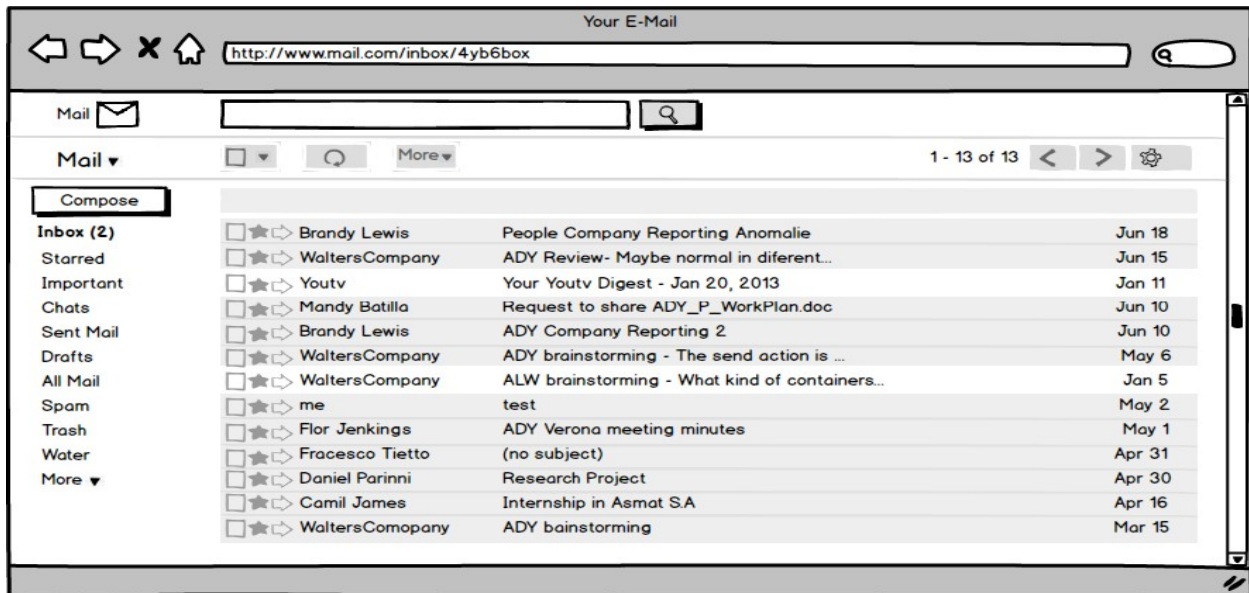 Your E-Mail
http://www.mail.com/inbox/4yb6box
Mail
Mail More 1 - 13 of 13
Compose
Inbox (2)
Starred
Important
Chats
Sent Mail
Drafts
All Mail
Spam
Trash
Water
More
Brandy Lewis People Company Reporting Anomalie Jun 18
WaltersCompany ADY Review- Maybe normal in diferent... Jun 15
Youtv Your Youtv Digest - Jan 20, 2013 Jan 11
Mandy Batilla Request to share ADY_P_WorkPlan.doc Jun 10
Brandy Lewis ADY Company Reporting 2 Jun 10
WaltersCompany ADY brainstorming - The send action is ... May 6
WaltersCompany ALW brainstorming - What kind of containers... Jan 5
me test May 2
Flor Jenkings ADY Verona meeting minutes May 1
Fracesco Tietto (no subject) Apr 31
Daniel Parinni Research Project Apr 30
Camil James Internship in Asmat S.A Apr 16
WaltersComopany ADY bainstorming Mar 15